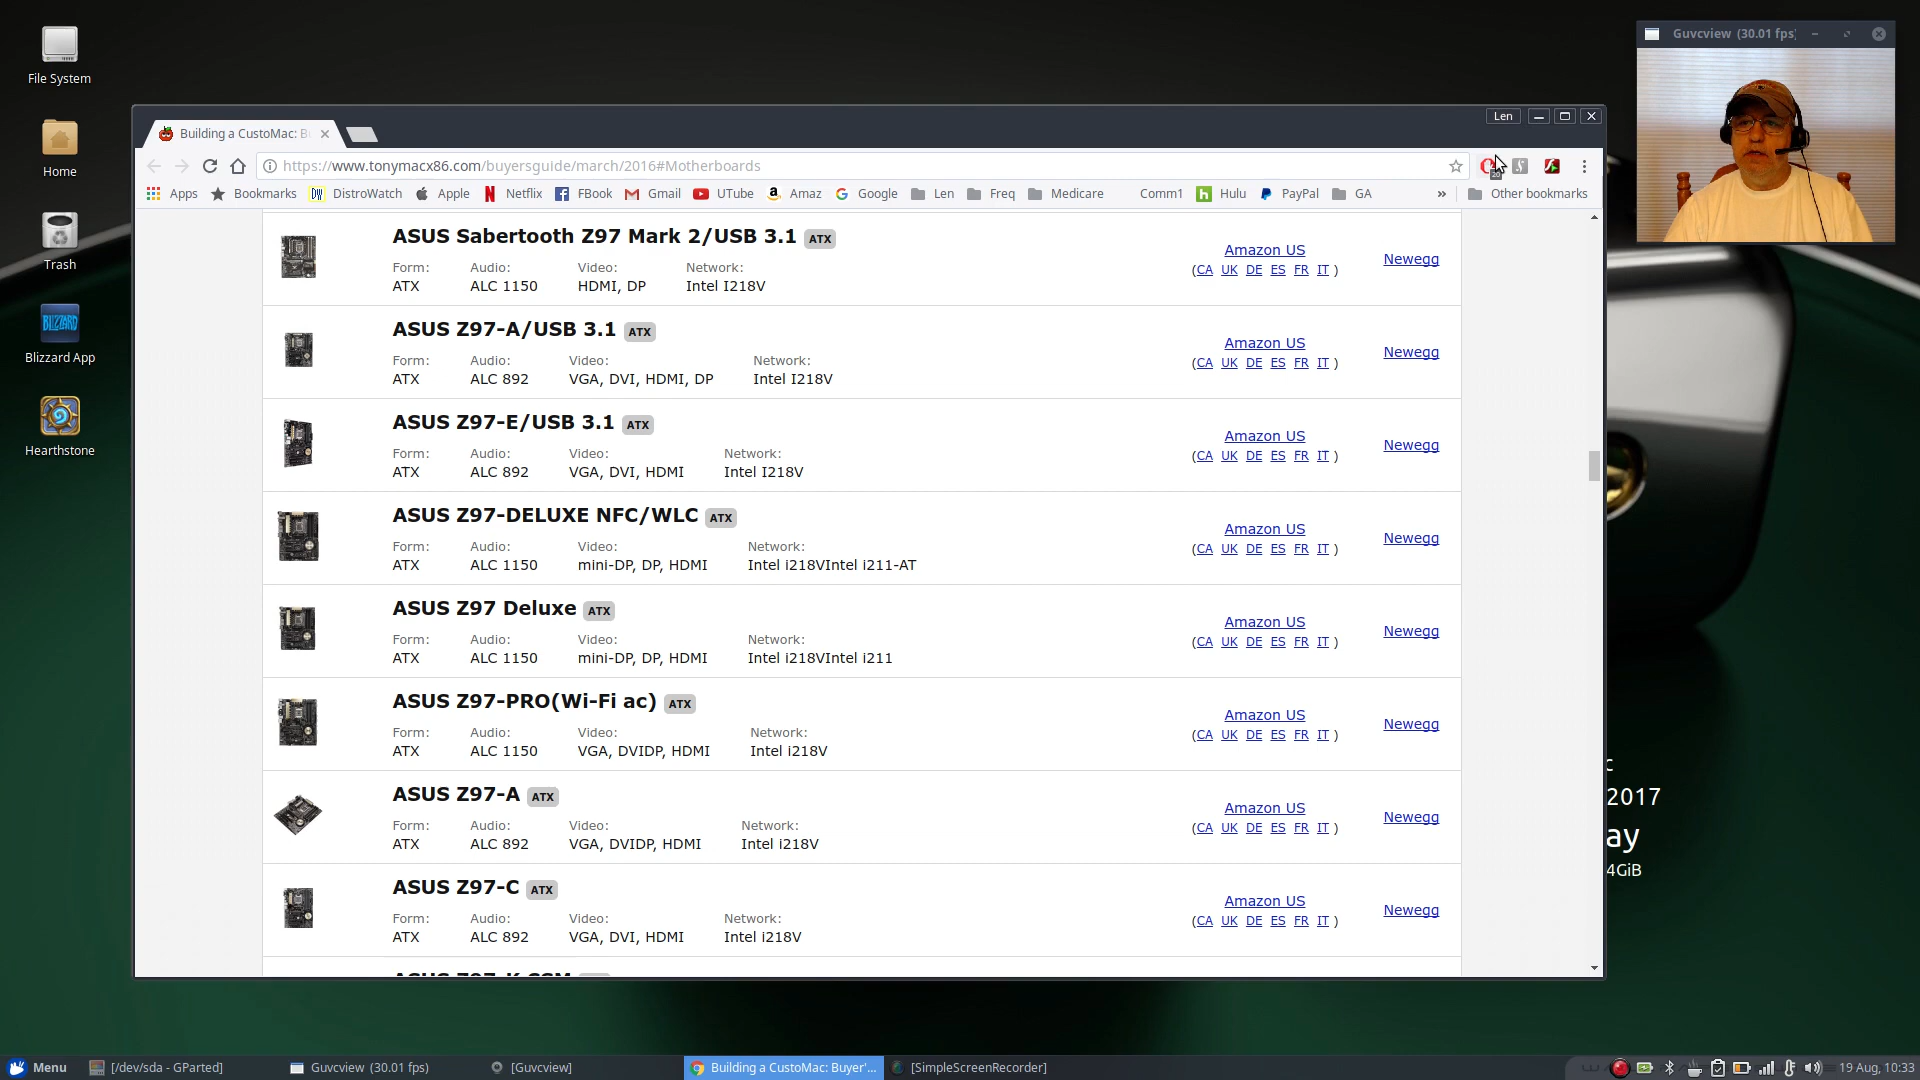 File System
Home
Trash
Blizzard App
Hearthstone
BLIZZARD
Guvcview (30.01 fps)
Len
Building a CustoMac: B
https://www.tonymacx86.com/buyersguide/march/2016#Motherboards
Apps Bookmarks DistroWatch Apple Netflix FBook Gmail UTube Amaz Google Len Freq Medicare Comm1 Hulu PayPal GA » Other bookmarks
ASUS Sabertooth Z97 Mark 2/USB 3.1 ATX
Form: Audio: Video: Network:
ATX ALC 1150 HDMI, DP Intel I218V
Amazon US
(CA UK DE ES FR IT )
Newegg
ASUS Z97-A/USB 3.1 ATX
Form: Audio: Video: Network:
ATX ALC 892 VGA, DVI, HDMI, DP Intel I218V
Amazon US
(CA UK DE ES FR IT )
Newegg
ASUS Z97-E/USB 3.1 ATX
Form: Audio: Video: Network:
ATX ALC 892 VGA, DVI, HDMI Intel I218V
Amazon US
(CA UK DE ES FR IT )
Newegg
ASUS Z97-DELUXE NFC/WLC ATX
Form: Audio: Video: Network:
ATX ALC 1150 mini-DP, DP, HDMI Intel i218VIntel i211-AT
Amazon US
(CA UK DE ES FR IT )
Newegg
ASUS Z97 Deluxe ATX
Form: Audio: Video: Network:
ATX ALC 1150 mini-DP, DP, HDMI Intel i218VIntel i211
Amazon US
(CA UK DE ES FR IT )
Newegg
ASUS Z97-PRO(Wi-Fi ac) ATX
Form: Audio: Video: Network:
ATX ALC 1150 VGA, DVIDP, HDMI Intel i218V
Amazon US
(CA UK DE ES FR IT )
Newegg
ASUS Z97-A ATX
Form: Audio: Video: Network:
ATX ALC 892 VGA, DVIDP, HDMI Intel i218V
Amazon US
(CA UK DE ES FR IT )
Newegg
ASUS Z97-C ATX
Form: Audio: Video: Network:
ATX ALC 892 VGA, DVI, HDMI Intel i218V
Amazon US
(CA UK DE ES FR IT )
Newegg
c
2017
ay
4GiB
Menu [/dev/sda - GParted] Guvcview (30.01 fps) [Guvcview] Building a CustoMac: Buyer'... [SimpleScreenRecorder] 19 Aug, 10:33